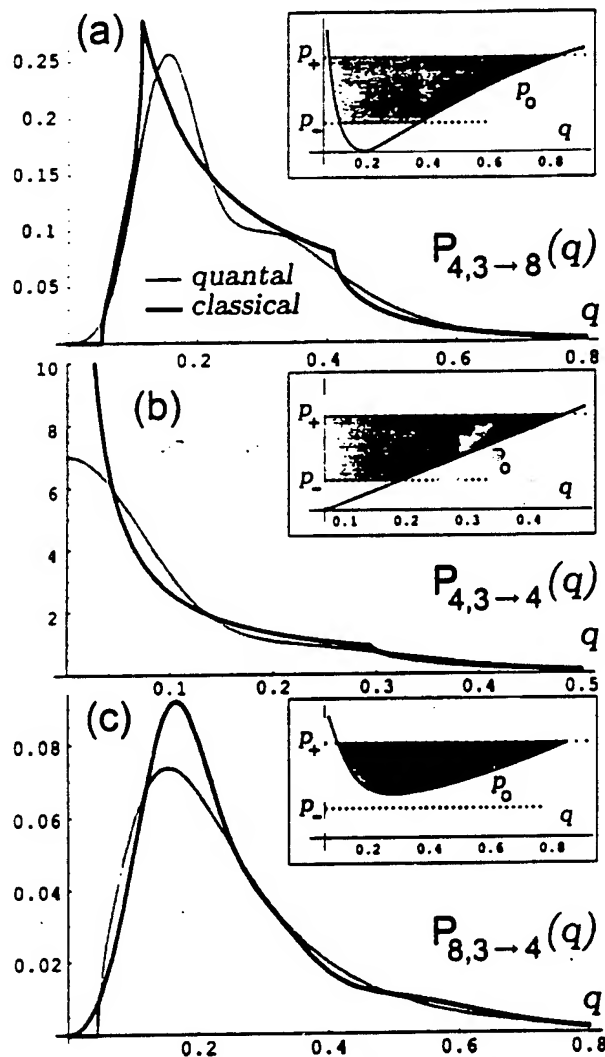 (a)
0.25
0.2
0.15
0.1
0.05
quantal
classical
P4,3→8(q)
q
0.2 0.4 0.6 0.8
p+
p-
p0
q
0.2 0.4 0.6 0.8
(b)
10
8
6
4
2
P4,3→4(q)
q
0.1 0.2 0.3 0.4 0.5
p+
p-
p0
q
0.1 0.2 0.3 0.4
(c)
0.08
0.06
0.04
0.02
P8,3→4(q)
q
0.2 0.4 0.6 0.8
p+
p-
p0
q
0.2 0.4 0.6 0.8